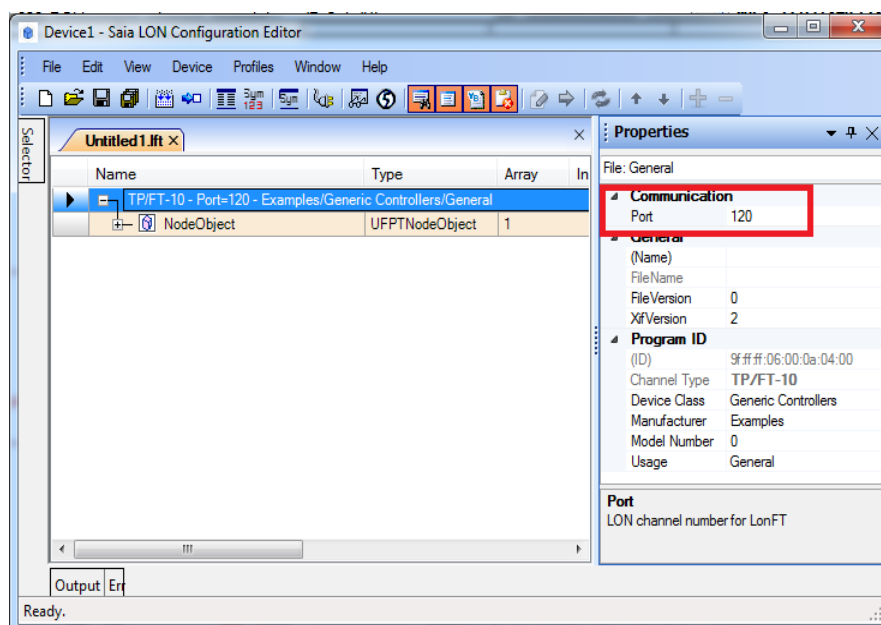 Device1 - Saia LON Configuration Editor
File Edit View Device Profiles Window Help
Selector
Untitled1.lft ×
Name Type Array In
TP/FT-10 - Port=120 - Examples/Generic Controllers/General
NodeObject UFPTNodeObject 1
Properties
File: General
Communication
Port 120
General
(Name)
FileName
FileVersion 0
XifVersion 2
Program ID
(ID) 9f:ff:ff:06:00:0a:04:00
Channel Type TP/FT-10
Device Class Generic Controllers
Manufacturer Examples
Model Number 0
Usage General
Port
LON channel number for LonFT
Output Err
Ready.